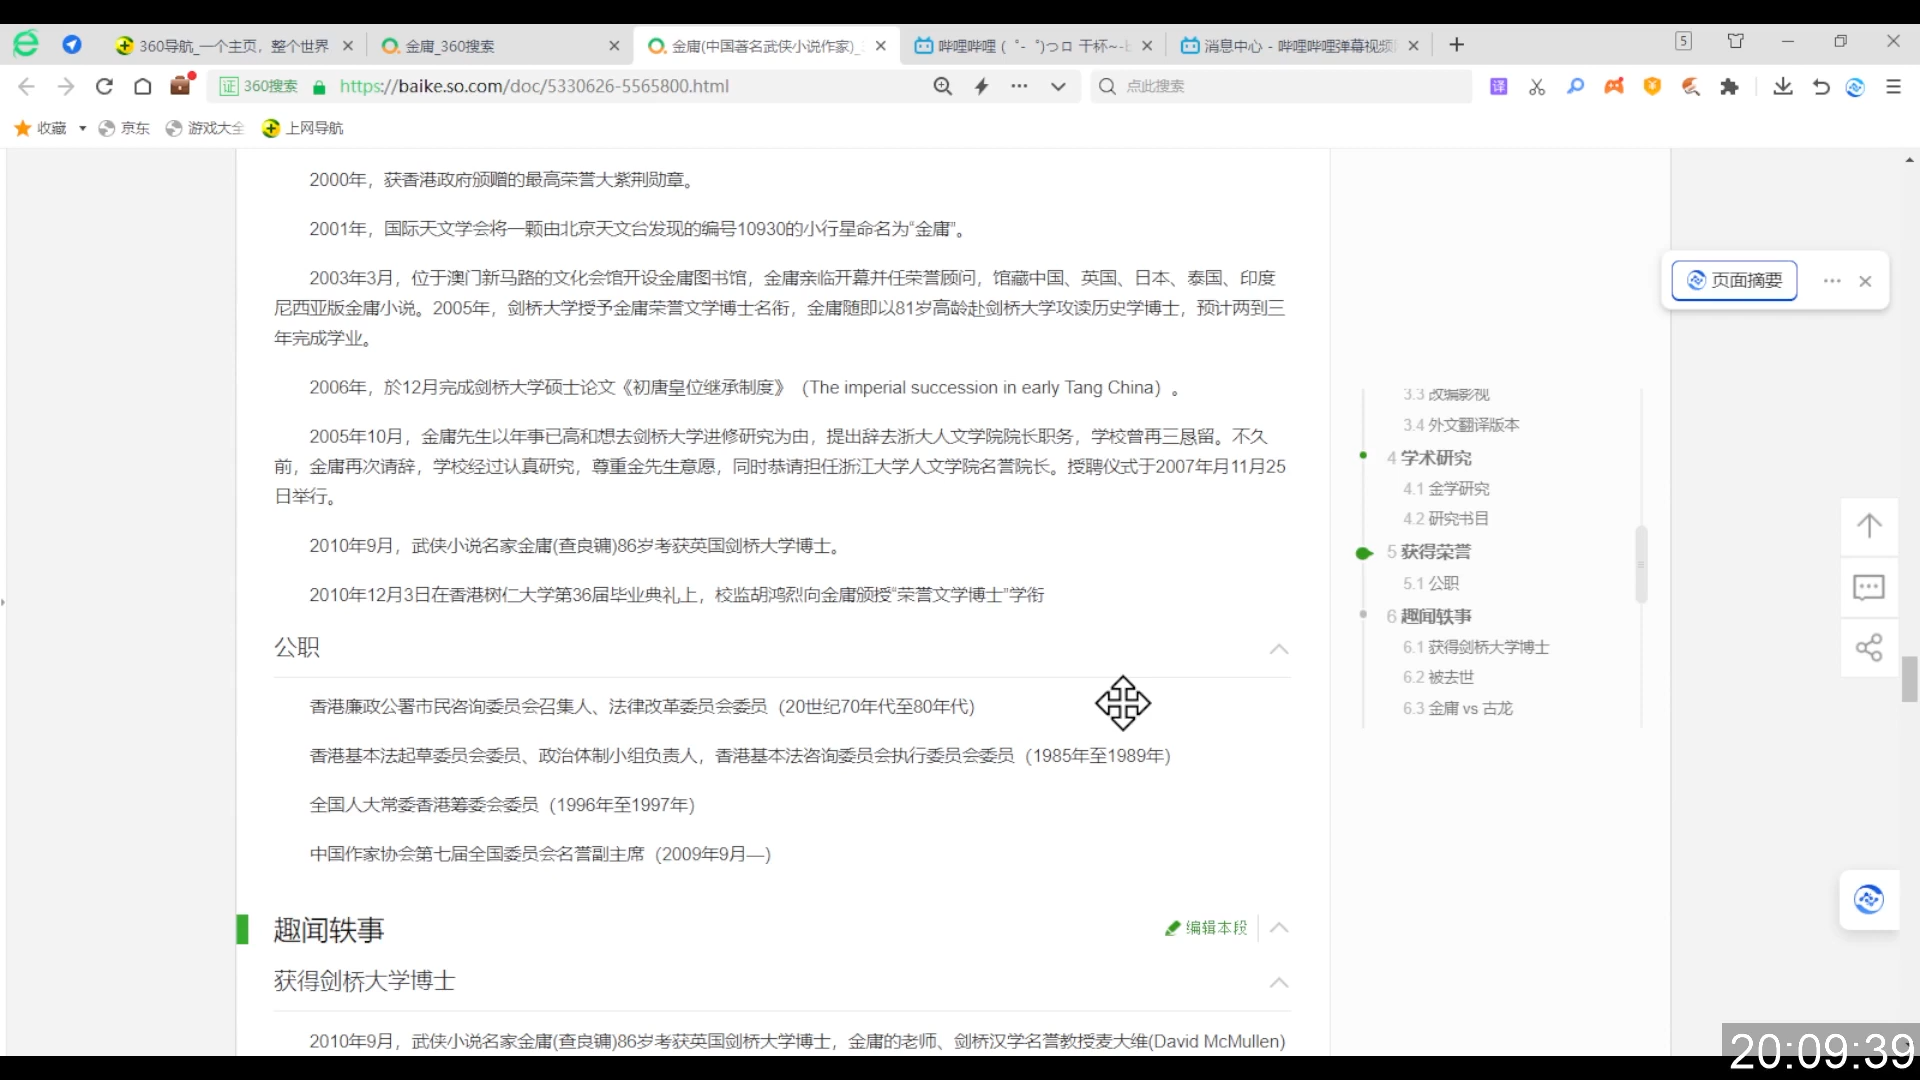 360导航_一个主页，整个世界
金庸_360搜索
金庸(中国著名武侠小说作家)_
哔哩哔哩 (゜-゜)つロ 干杯~-b
消息中心 - 哔哩哔哩弹幕视频
5
证 360搜索
https://baike.so.com/doc/5330626-5565800.html
点此搜索
译
收藏
京东
游戏大全
上网导航
2000年，获香港政府颁赠的最高荣誉大紫荆勋章。
2001年，国际天文学会将一颗由北京天文台发现的编号10930的小行星命名为“金庸”。
2003年3月，位于澳门新马路的文化会馆开设金庸图书馆，金庸亲临开幕并任荣誉顾问，馆藏中国、英国、日本、泰国、印度
尼西亚版金庸小说。2005年，剑桥大学授予金庸荣誉文学博士名衔，金庸随即以81岁高龄赴剑桥大学攻读历史学博士，预计两到三
年完成学业。
2006年，於12月完成剑桥大学硕士论文《初唐皇位继承制度》（The imperial succession in early Tang China）。
2005年10月，金庸先生以年事已高和想去剑桥大学进修研究为由，提出辞去浙大人文学院院长职务，学校曾再三恳留。不久
前，金庸再次请辞，学校经过认真研究，尊重金先生意愿，同时恭请担任浙江大学人文学院名誉院长。授聘仪式于2007年月11月25
日举行。
2010年9月，武侠小说名家金庸(查良镛)86岁考获英国剑桥大学博士。
2010年12月3日在香港树仁大学第36届毕业典礼上，校监胡鸿烈向金庸颁授“荣誉文学博士”学衔
公职
香港廉政公署市民咨询委员会召集人、法律改革委员会委员（20世纪70年代至80年代）
香港基本法起草委员会委员、政治体制小组负责人，香港基本法咨询委员会执行委员会委员（1985年至1989年）
全国人大常委香港筹委会委员（1996年至1997年）
中国作家协会第七届全国委员会名誉副主席（2009年9月—）
趣闻轶事
编辑本段
获得剑桥大学博士
2010年9月，武侠小说名家金庸(查良镛)86岁考获英国剑桥大学博士，金庸的老师、剑桥汉学名誉教授麦大维(David McMullen)
页面摘要
3.3 改编影视
3.4 外文翻译版本
4 学术研究
4.1 金学研究
4.2 研究书目
5 获得荣誉
5.1 公职
6 趣闻轶事
6.1 获得剑桥大学博士
6.2 被去世
6.3 金庸 vs 古龙
20:09:39